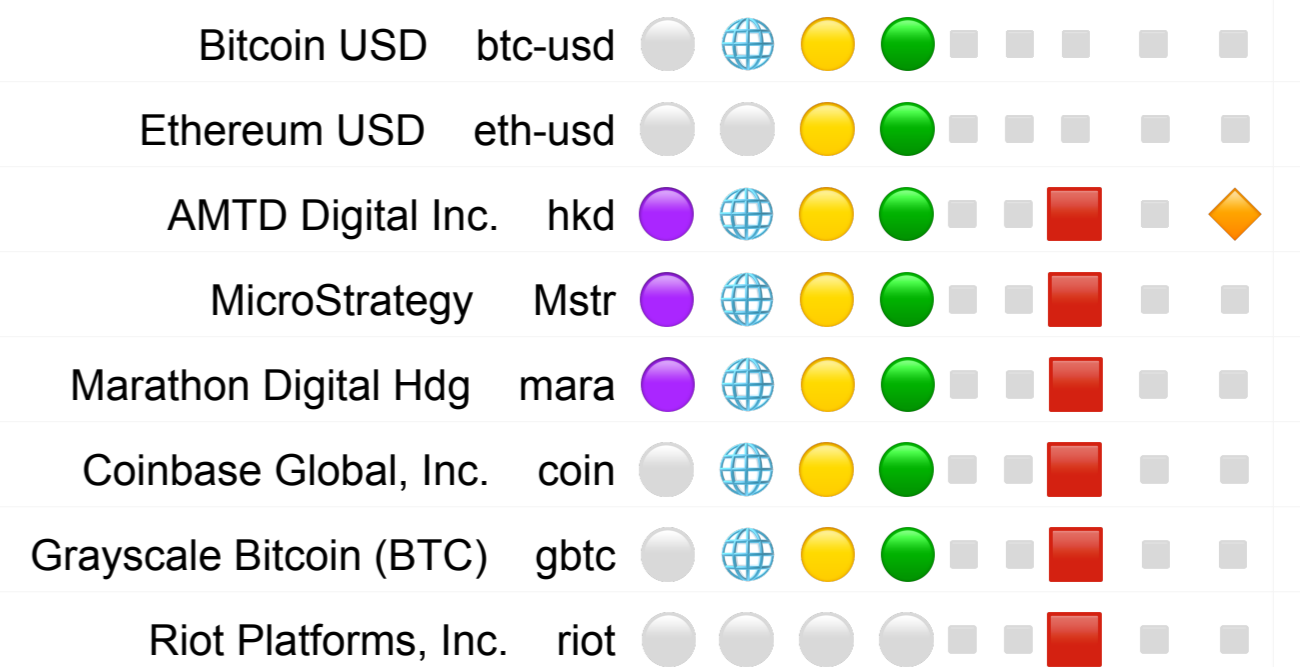 Bitcoin USD btc-usd
Ethereum USD eth-usd
AMTD Digital Inc. hkd
MicroStrategy Mstr
Marathon Digital Hdg mara
Coinbase Global, Inc. coin
Grayscale Bitcoin (BTC) gbtc
Riot Platforms, Inc. riot